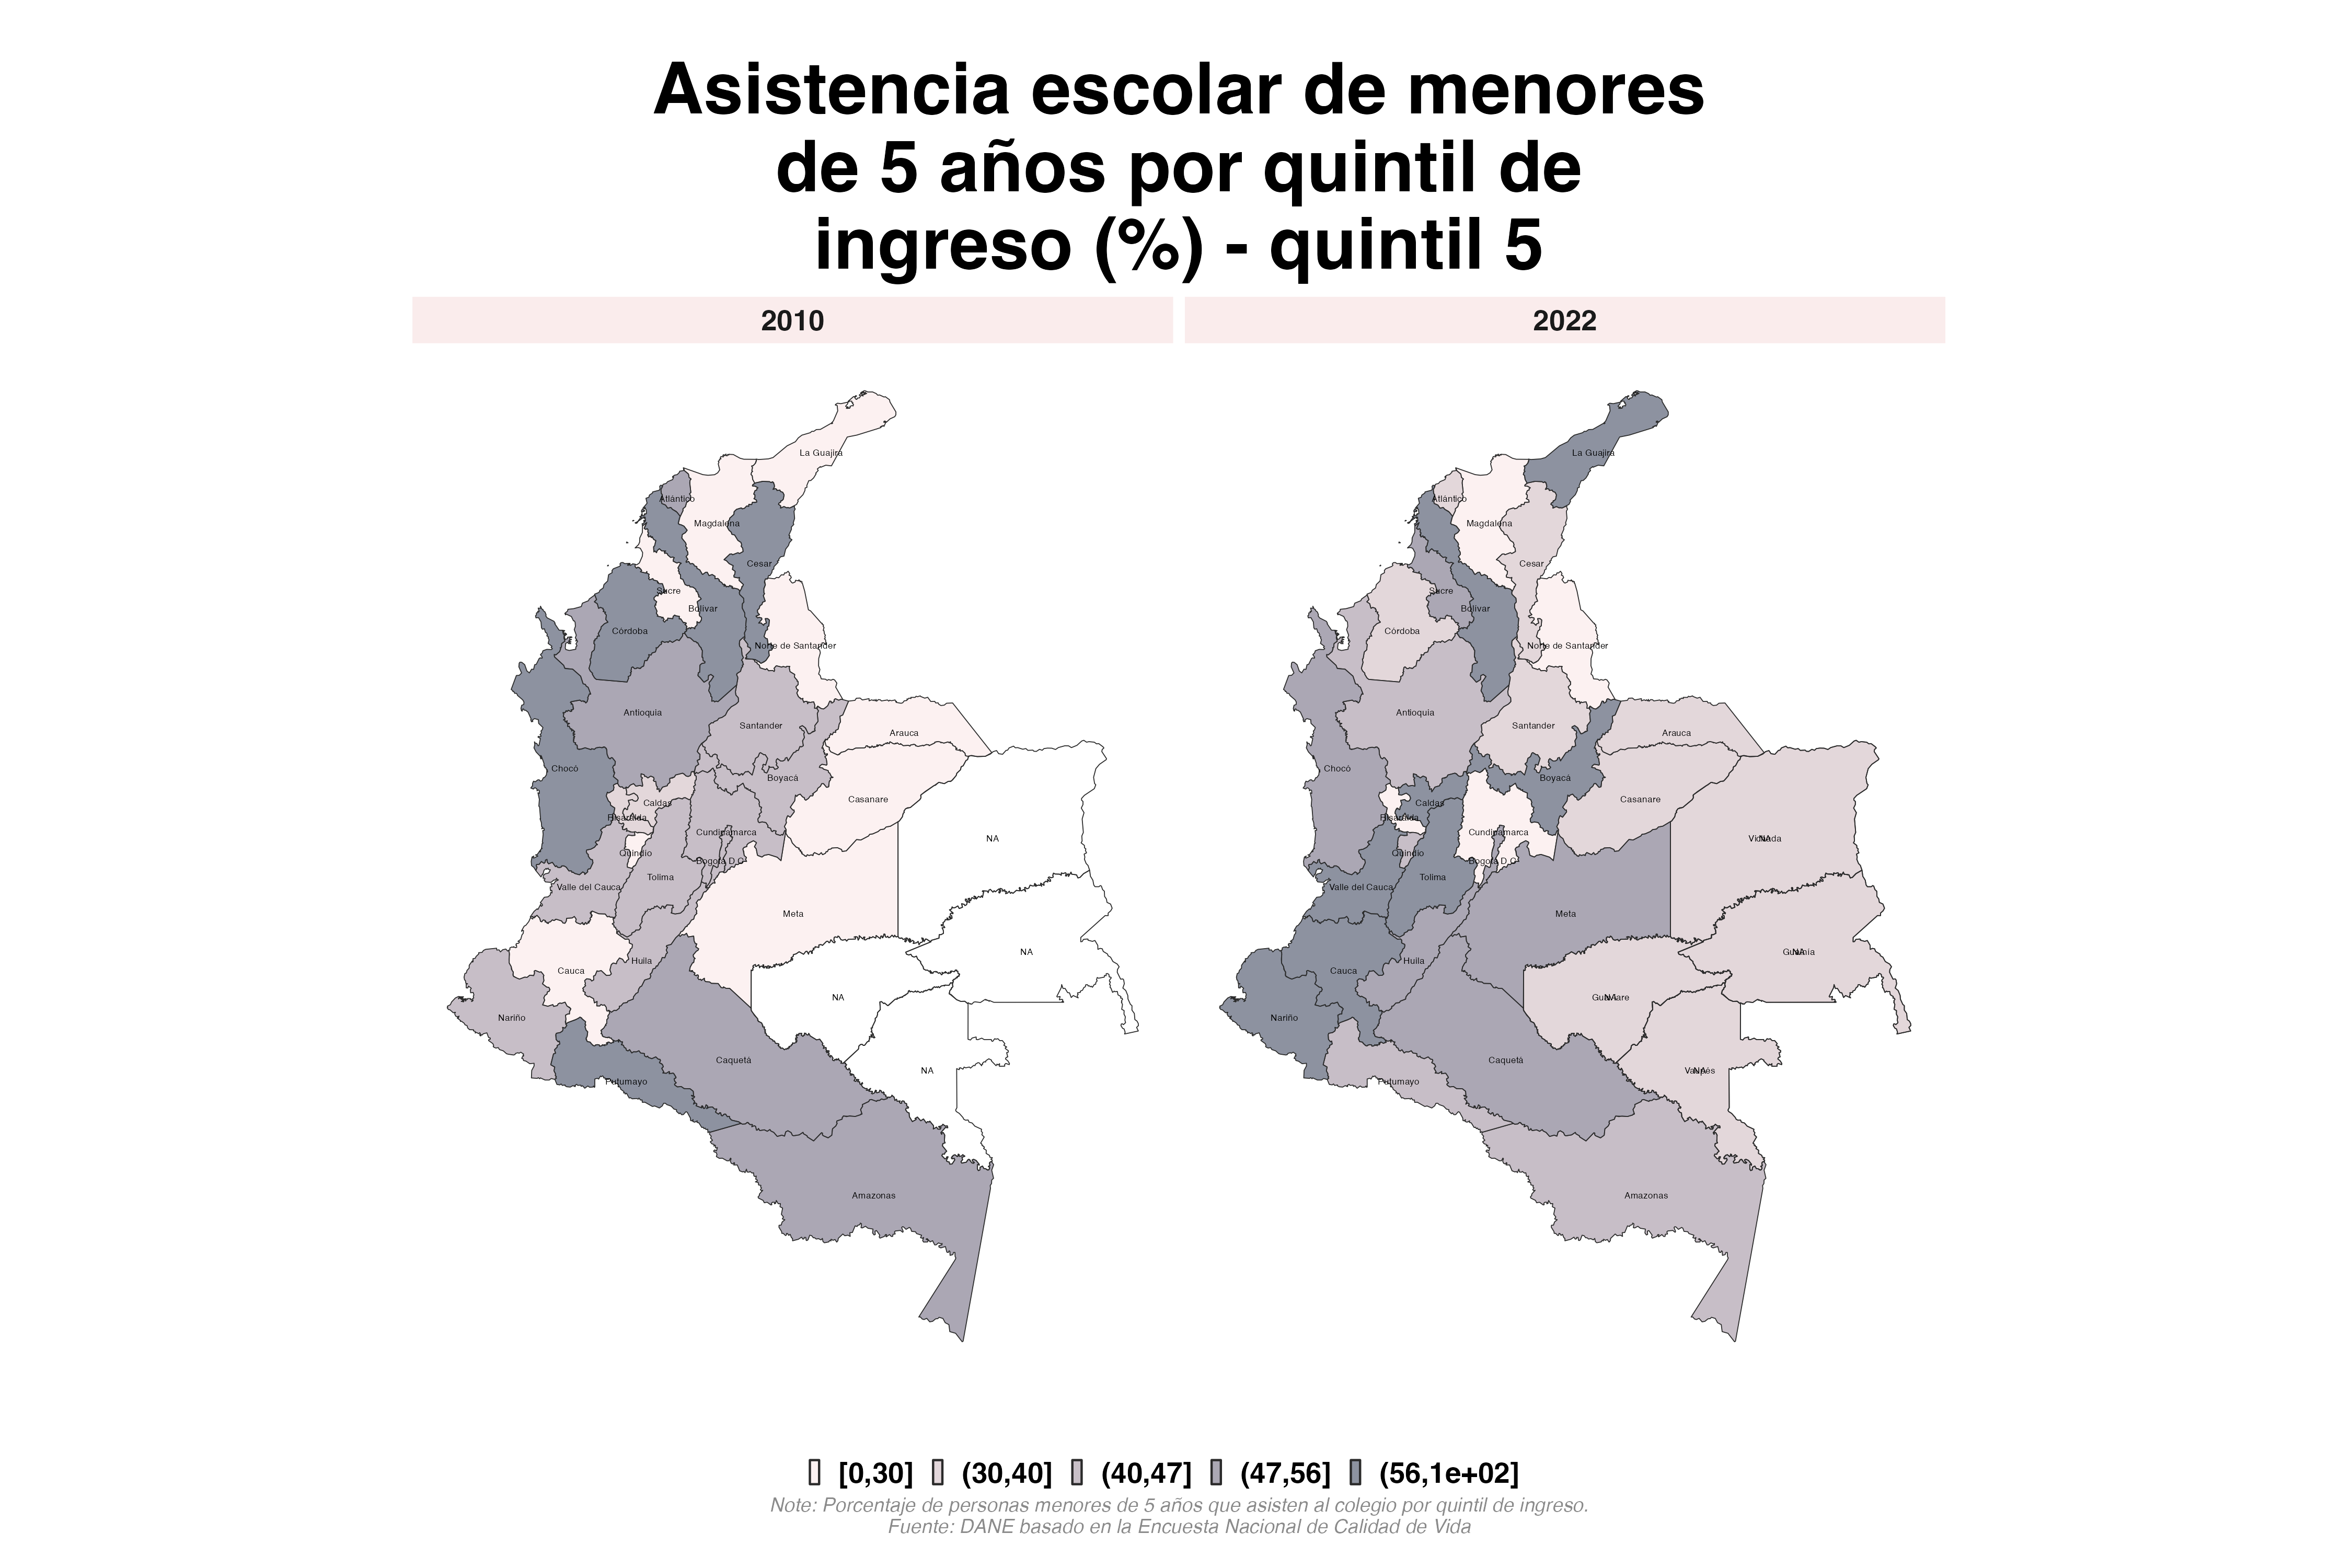 Asistencia escolar de menores
de 5 años por quintil de
ingreso (%) - quintil 5
2010
2022
La Guajira
Atlántico
Magdalena
Cesar
Sucre
Bolívar
Córdoba
Norte de Santander
Antioquia
Santander
Arauca
Chocó
Boyacá
Casanare
Caldas
Risaralda
Cundinamarca
NA
Quindío
Bogotá D.C.
Tolima
Valle del Cauca
Meta
NA
Huila
Cauca
NA
Nariño
Caquetá
NA
Putumayo
Amazonas
La Guajira
Atlántico
Magdalena
Cesar
Sucre
Bolívar
Córdoba
Norte de Santander
Antioquia
Santander
Arauca
Chocó
Boyacá
Casanare
Caldas
Risaralda
Cundinamarca
NA
Quindío
Bogotá D.C.
Tolima
Valle del Cauca
Meta
NA
Huila
Cauca
NA
Nariño
Caquetá
NA
Putumayo
Amazonas
[0,30] (30,40] (40,47] (47,56] (56,1e+02]
Note: Porcentaje de personas menores de 5 años que asisten al colegio por quintil de ingreso.
Fuente: DANE basado en la Encuesta Nacional de Calidad de Vida